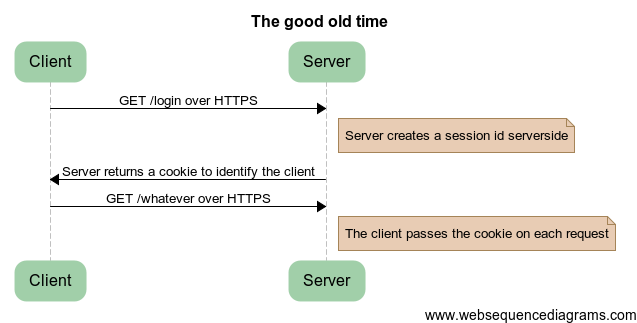 The good old time
Client
Server
GET /login over HTTPS
Server creates a session id serverside
Server returns a cookie to identify the client
GET /whatever over HTTPS
The client passes the cookie on each request
Client
Server
www.websequencediagrams.com